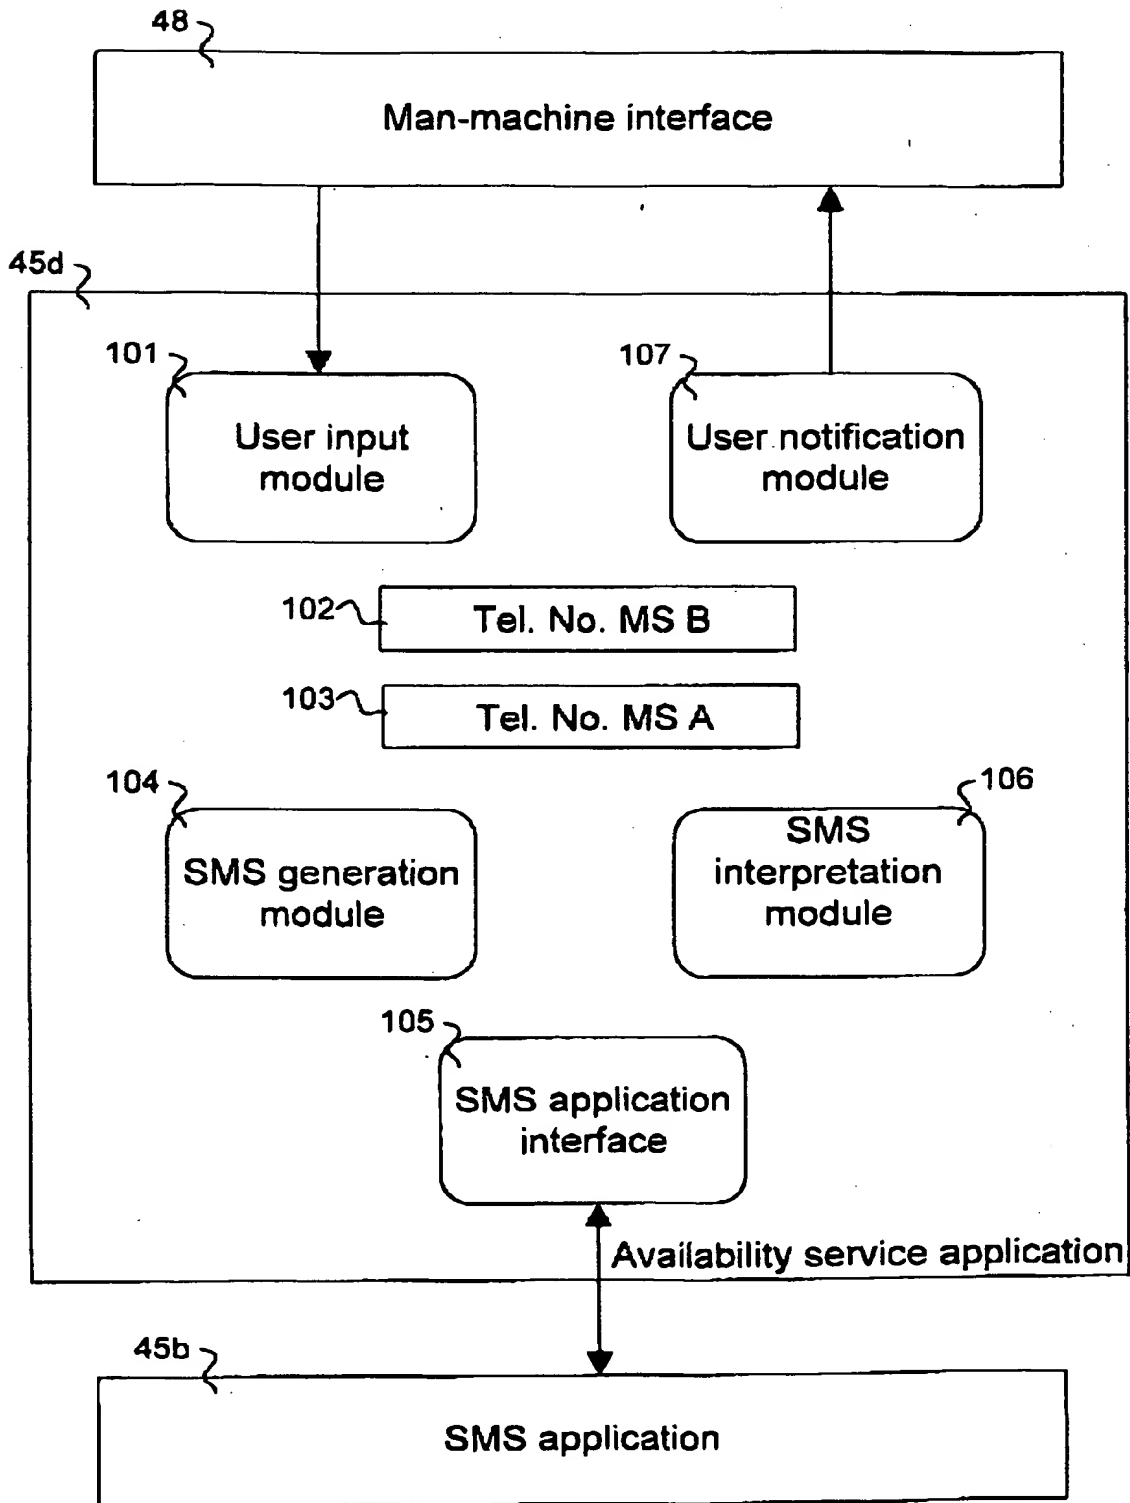 48
Man-machine interface
45d
101
107
User input
module
User notification
module
102
Tel. No. MS B
103
Tel. No. MS A
104
106
SMS generation
module
SMS
interpretation
module
105
SMS application
interface
Availability service application
45b
SMS application